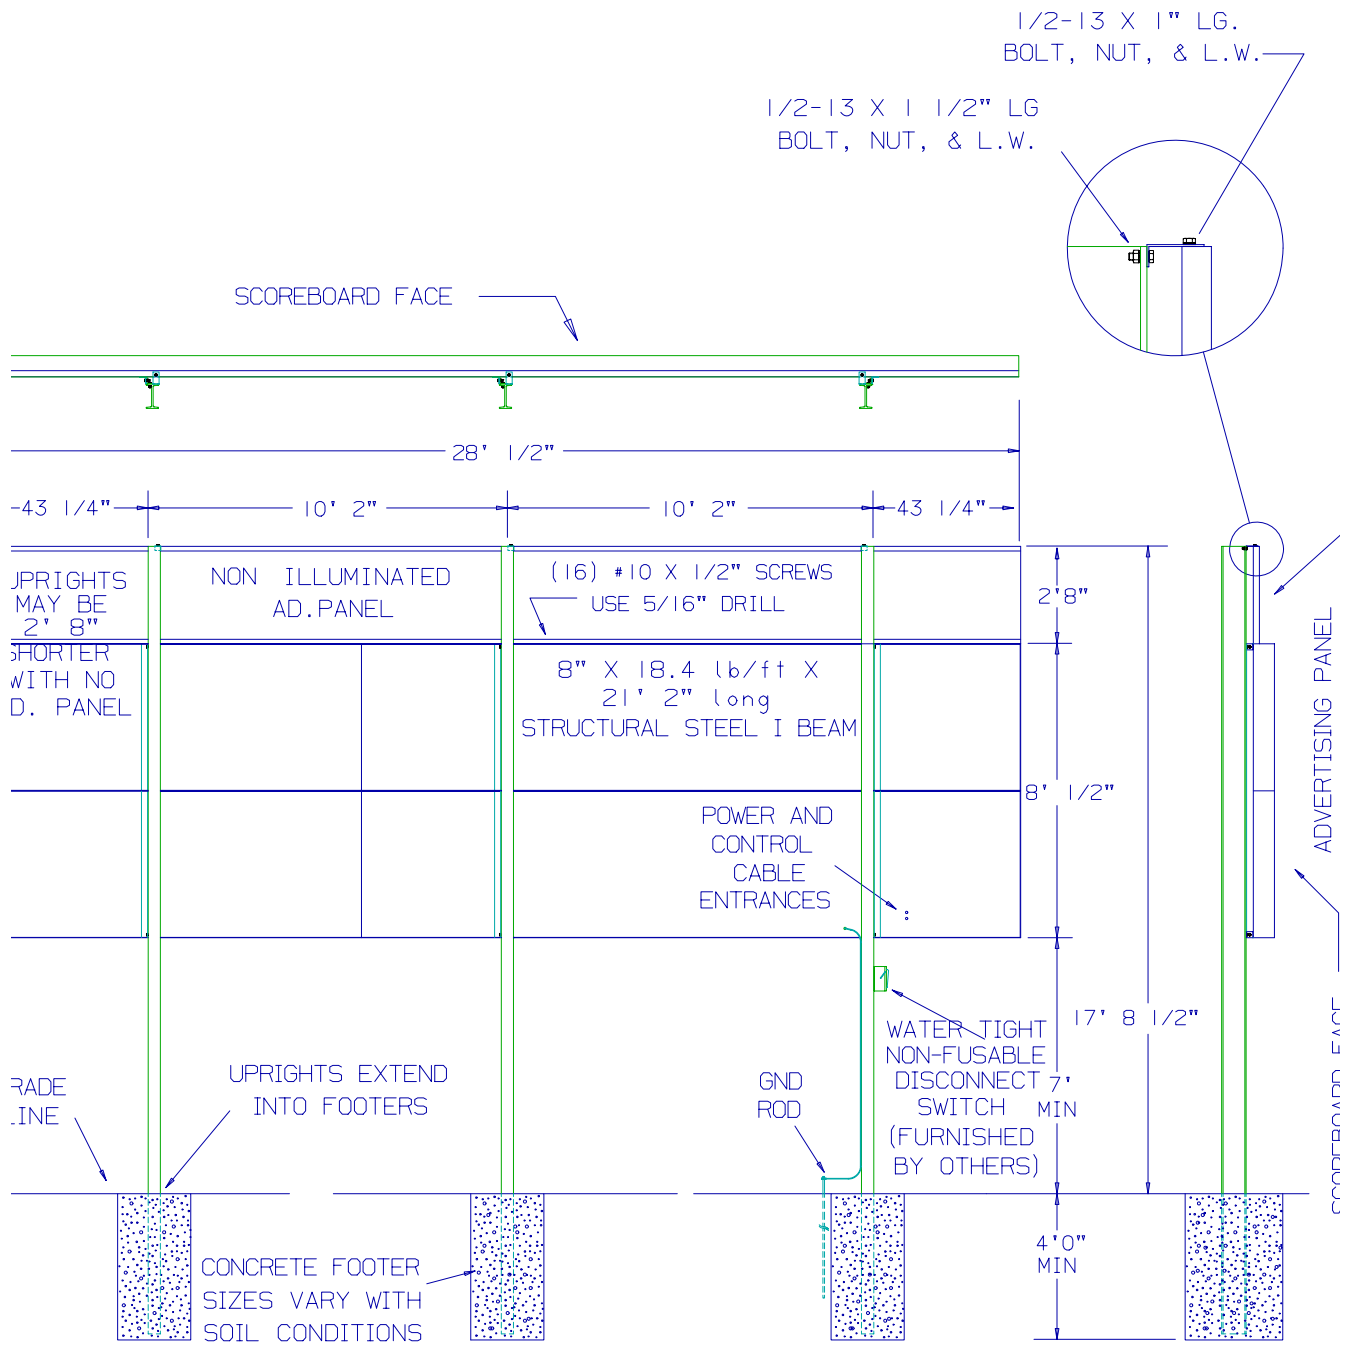 1/2-13 X 1" LG.
BOLT, NUT, & L.W.
1/2-13 X 1 1/2" LG
BOLT, NUT, & L.W.
SCOREBOARD FACE
28' 1/2"
43 1/4"
10' 2"
10' 2"
43 1/4"
UPRIGHTS
MAY BE
2' 8"
SHORTER
WITH NO
D. PANEL
NON ILLUMINATED
AD.PANEL
(16) #10 X 1/2" SCREWS
USE 5/16" DRILL
2'8"
8" X 18.4 lb/ft X
21' 2" long
STRUCTURAL STEEL I BEAM
8' 1/2"
POWER AND
CONTROL
CABLE
ENTRANCES
ADVERTISING PANEL
SCOREBOARD FACE
17' 8 1/2"
WATER TIGHT
NON-FUSABLE
DISCONNECT
SWITCH
(FURNISHED
BY OTHERS)
7'
MIN
GND
ROD
UPRIGHTS EXTEND
INTO FOOTERS
RADE
LINE
4'0"
MIN
CONCRETE FOOTER
SIZES VARY WITH
SOIL CONDITIONS